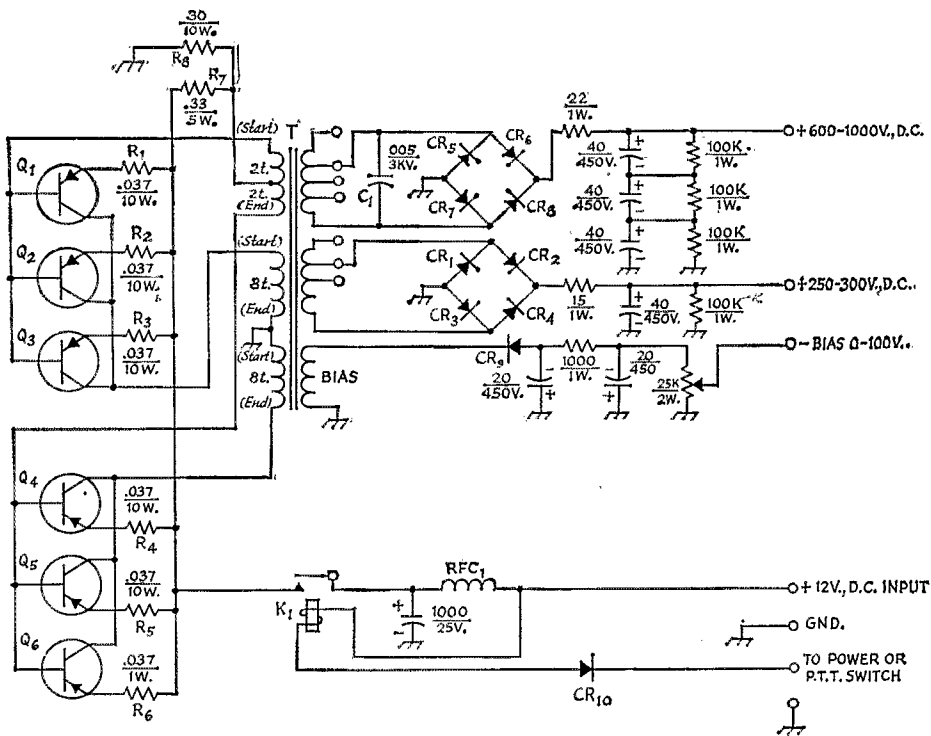 30
10W.
R8
R7
.33
5W.
(Start)
T
2t.
2t.
(End)
(Start)
8t.
(End)
(Start)
8t.
(End)
BIAS
Q1
R1
.037
10W.
Q2
R2
.037
10W.
Q3
R3
.037
10W.
Q4
.037
10W.
R4
Q5
.037
10W.
R5
Q6
.037
1W.
R6
005
3KV.
C1
CR5
CR6
CR7
CR8
22
1W.
40
450V.
100K
1W.
40
450V.
100K
1W.
40
450V.
100K
1W.
+600-1000V., D.C.
CR1
CR2
CR3
CR4
15
1W.
40
450V.
100K
1W.
+250-300V., D.C.
CR9
20
450V.
1000
1W.
20
450
25K
2W.
- BIAS 0-100V.
K1
1000
25V.
RFC1
+12V., D.C. INPUT
GND.
CR10
TO POWER OR
P.T.T. SWITCH